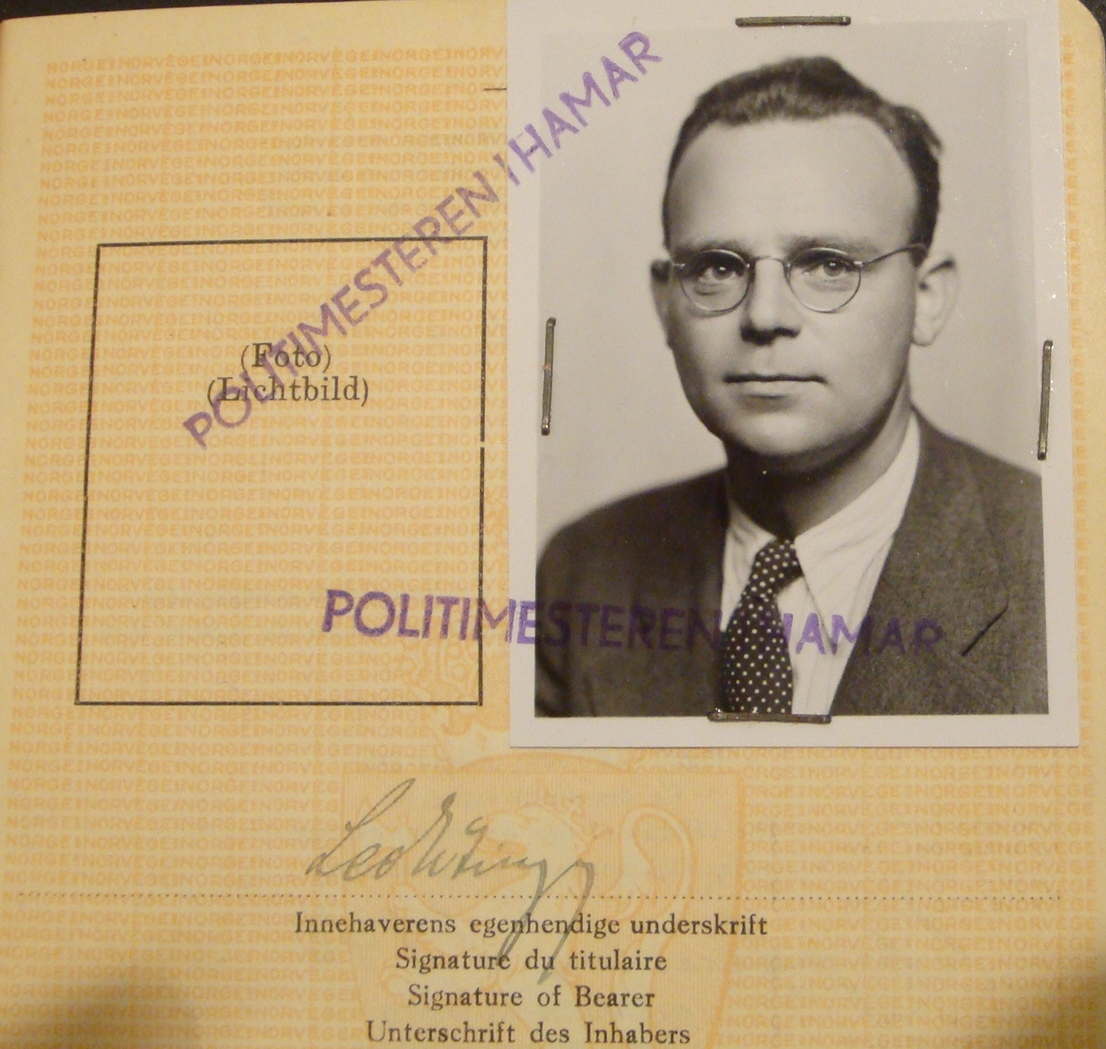 POLITIMESTEREN I HAMAR
(Foto)
(Lichtbild)
POLITIMESTEREN I HAMAR
Innehaverens egenhendige underskrift
Signature du titulaire
Signature of Bearer
Unterschrift des Inhabers